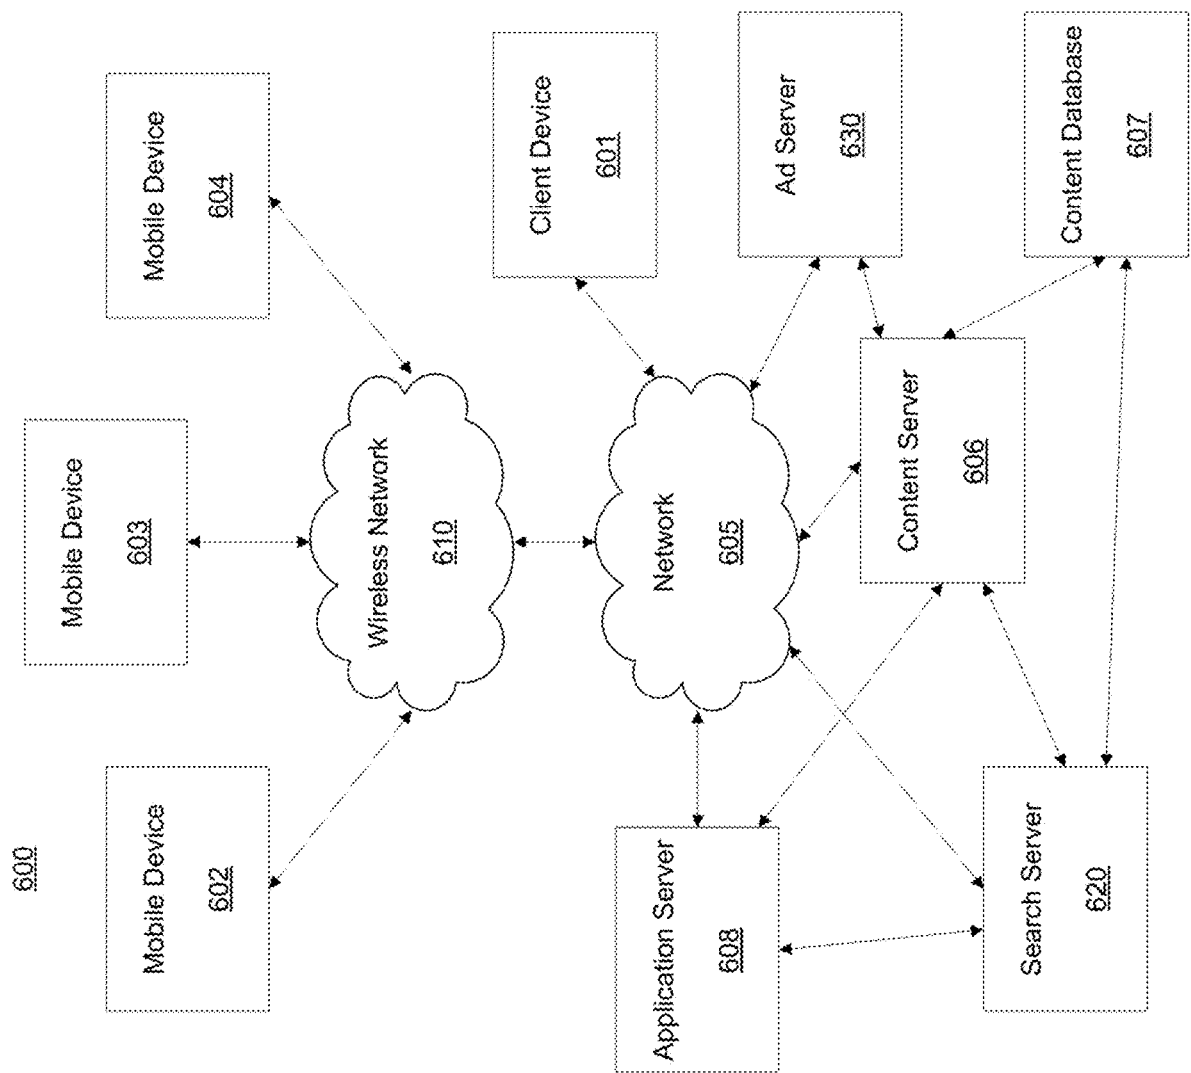 600
Mobile Device
602
Mobile Device
603
Mobile Device
604
Wireless Network
610
Client Device
601
Network
605
Application Server
608
Ad Server
630
Content Server
606
Search Server
620
Content Database
607